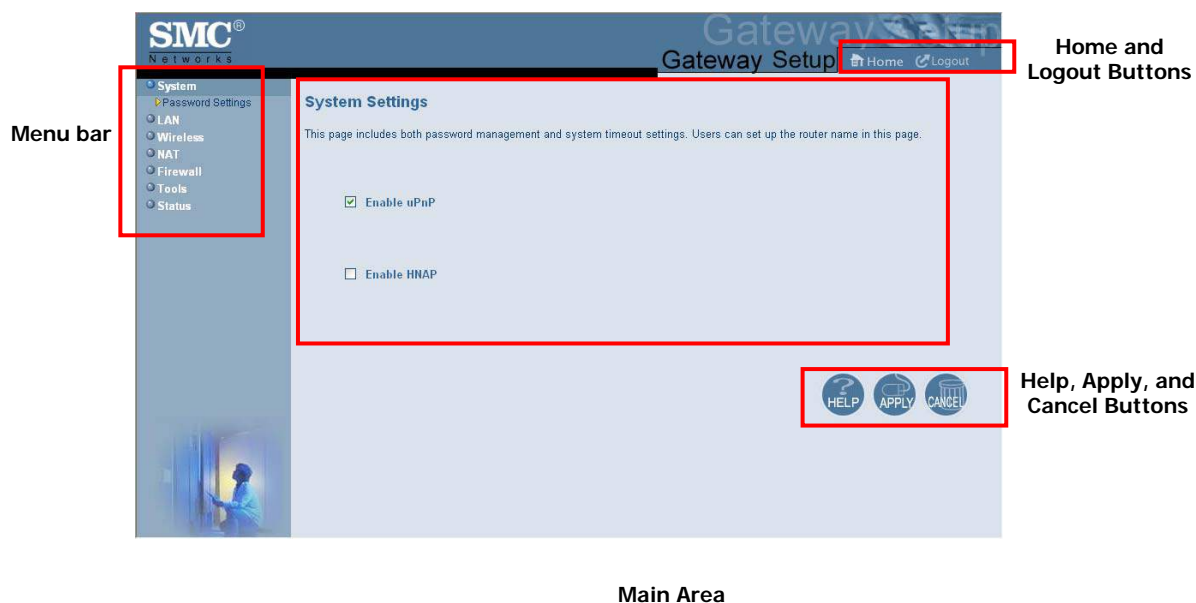 SMC®
Networks
Gateway Setup
Gateway Setup
Home Logout
Home and
Logout Buttons
Menu bar
System
Password Settings
LAN
Wireless
NAT
Firewall
Tools
Status
System Settings
This page includes both password management and system timeout settings. Users can set up the router name in this page.
Enable uPnP
Enable HNAP
HELP
APPLY
CANCEL
Help, Apply, and
Cancel Buttons
Main Area